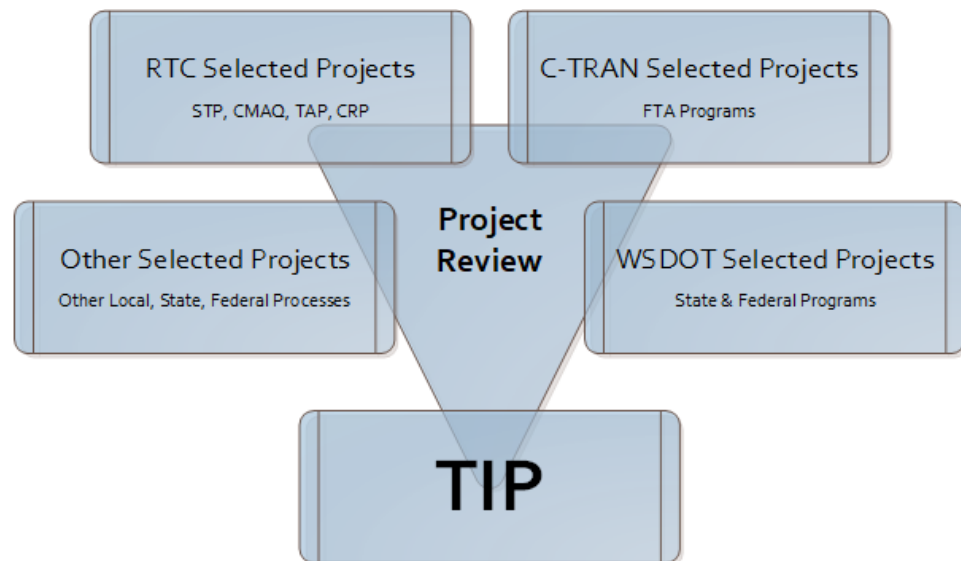 RTC Selected Projects
STP, CMAQ, TAP, CRP
C-TRAN Selected Projects
FTA Programs
Project
Review
Other Selected Projects
Other Local, State, Federal Processes
WSDOT Selected Projects
State & Federal Programs
TIP